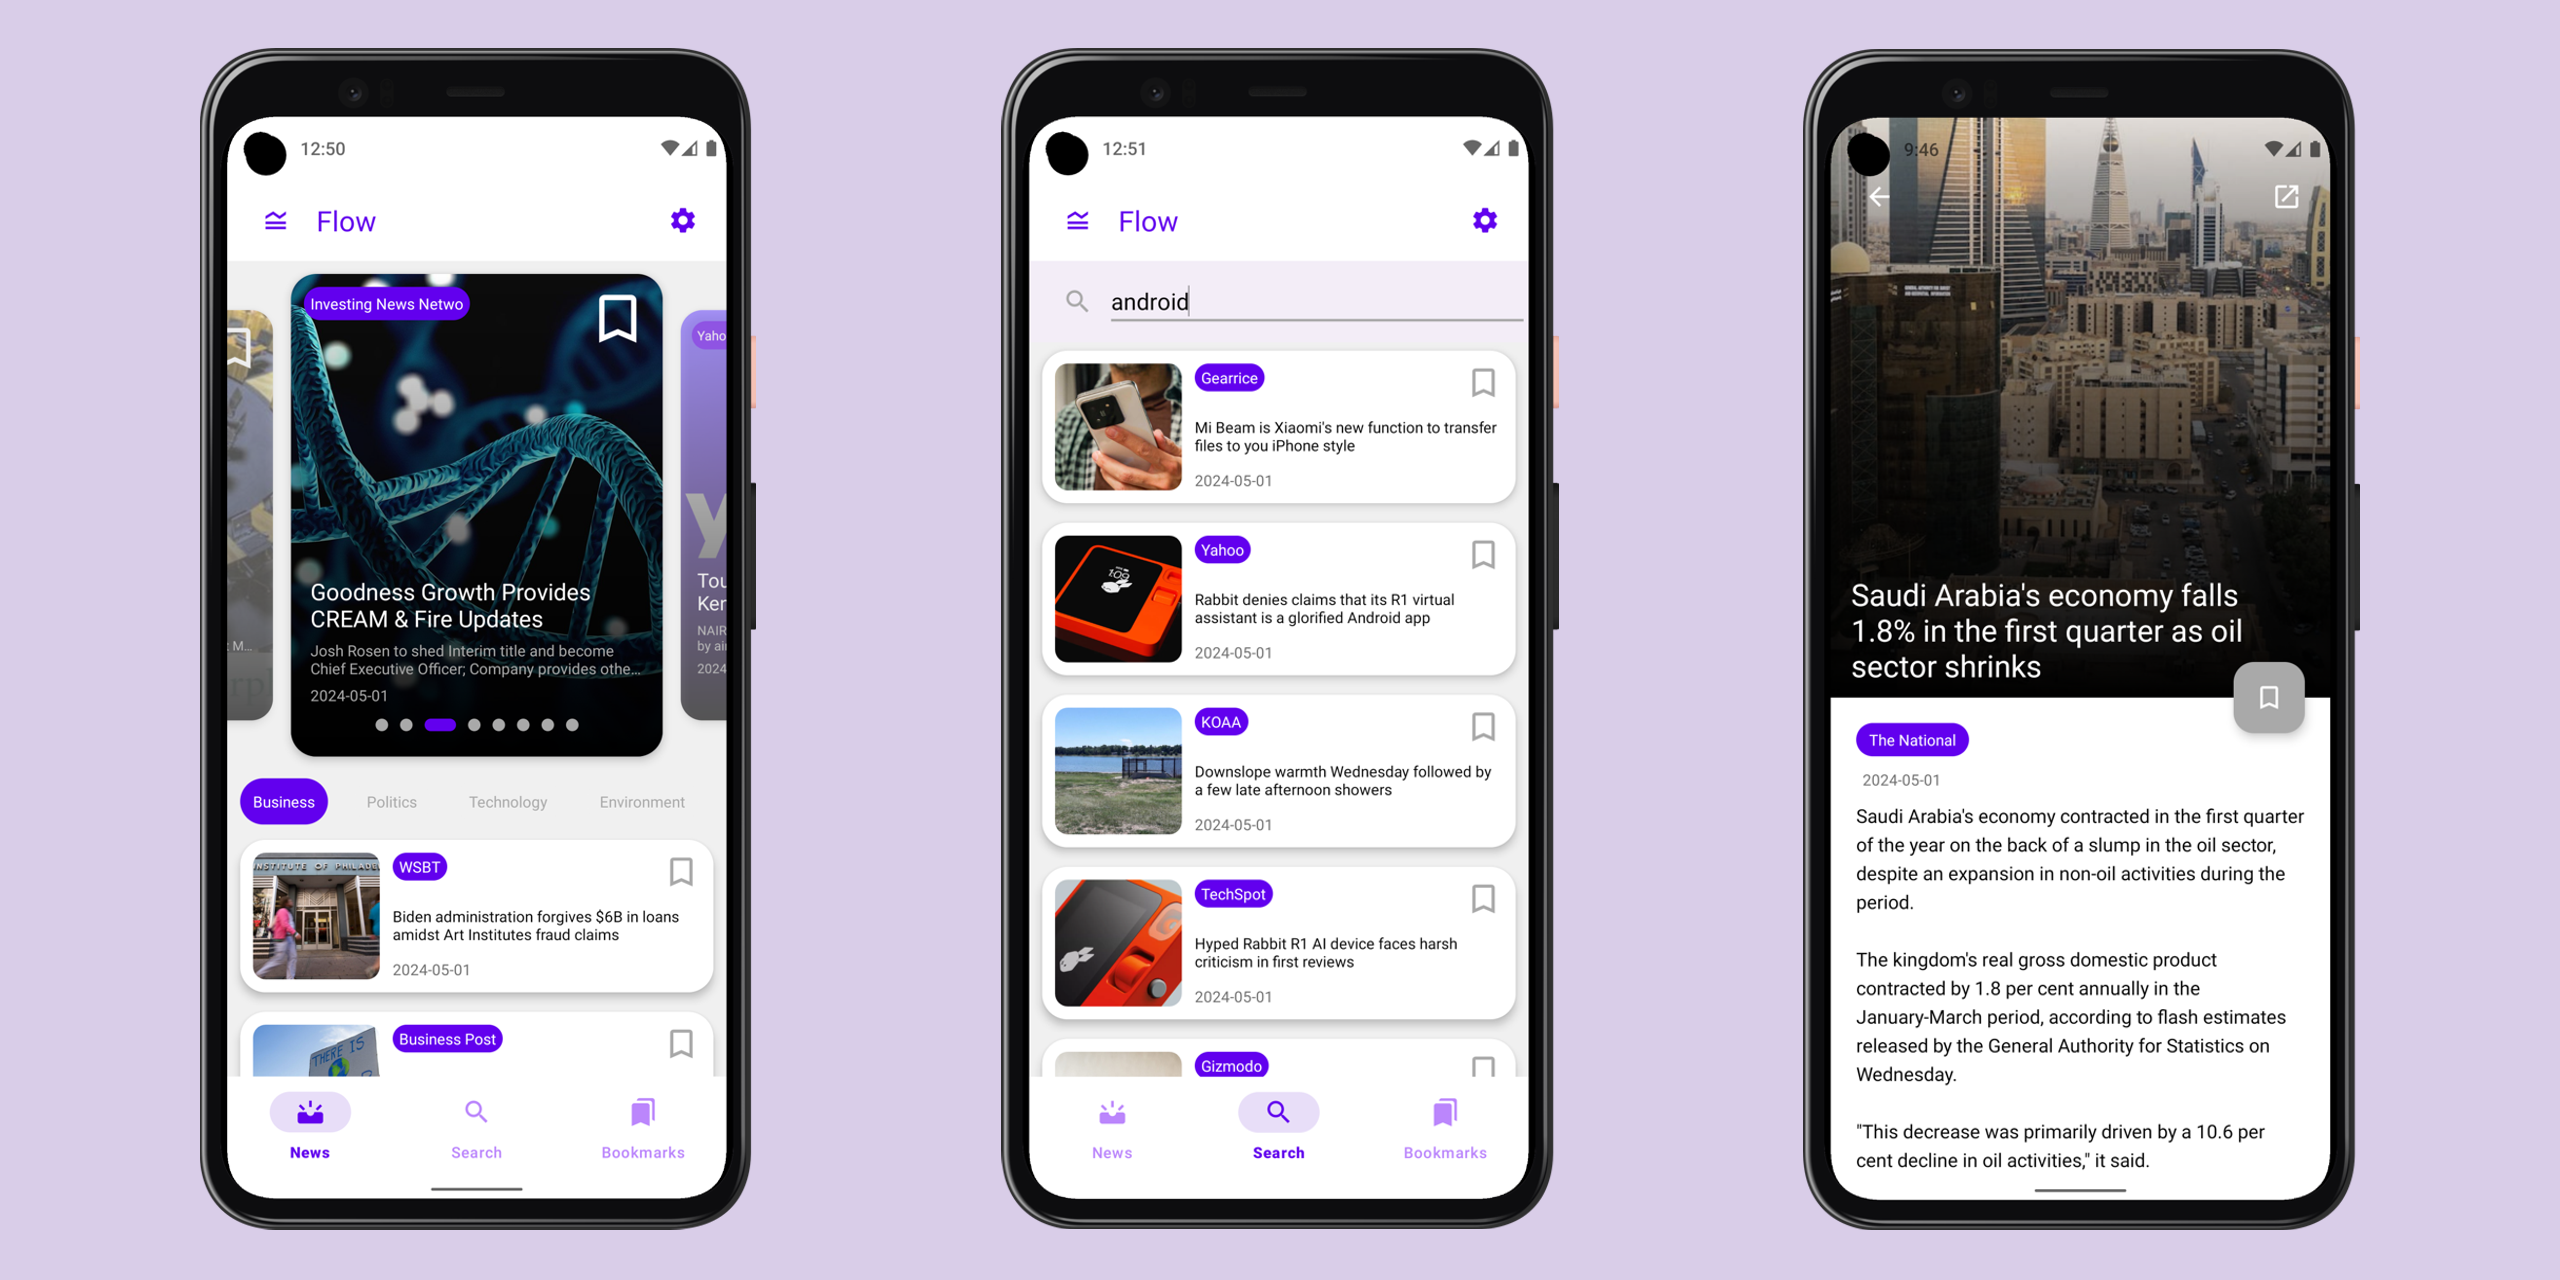 12:50
Flow
Investing News Netwo
Yaho
y
Goodness Growth Provides
CREAM & Fire Updates
Josh Rosen to shed Interim title and become
Chief Executive Officer; Company provides othe...
2024-05-01
t M...
rp
Tou
Ker
NAIR
by air
2024
Business
Politics
Technology
Environment
WSBT
Biden administration forgives $6B in loans
amidst Art Institutes fraud claims
2024-05-01
NSTITUTE OF PHILADE
Business Post
THERE IS
News
Search
Bookmarks
12:51
Flow
android
Gearrice
Mi Beam is Xiaomi's new function to transfer
files to you iPhone style
2024-05-01
Yahoo
Rabbit denies claims that its R1 virtual
assistant is a glorified Android app
2024-05-01
109
KOAA
Downslope warmth Wednesday followed by
a few late afternoon showers
2024-05-01
TechSpot
Hyped Rabbit R1 AI device faces harsh
criticism in first reviews
2024-05-01
Gizmodo
News
Search
Bookmarks
9:46
Saudi Arabia's economy falls
1.8% in the first quarter as oil
sector shrinks
The National
2024-05-01
Saudi Arabia's economy contracted in the first quarter
of the year on the back of a slump in the oil sector,
despite an expansion in non-oil activities during the
period.
The kingdom's real gross domestic product
contracted by 1.8 per cent annually in the
January-March period, according to flash estimates
released by the General Authority for Statistics on
Wednesday.
"This decrease was primarily driven by a 10.6 per
cent decline in oil activities," it said.